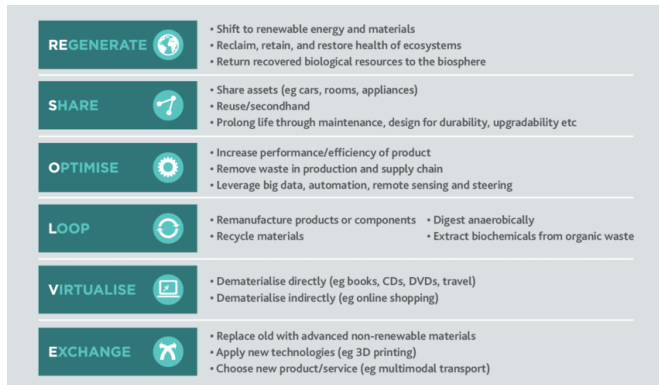 REGENERATE
• Shift to renewable energy and materials
• Reclaim, retain, and restore health of ecosystems
• Return recovered biological resources to the biosphere
SHARE
• Share assets (eg cars, rooms, appliances)
• Reuse/secondhand
• Prolong life through maintenance, design for durability, upgradability etc
OPTIMISE
• Increase performance/efficiency of product
• Remove waste in production and supply chain
• Leverage big data, automation, remote sensing and steering
LOOP
• Remanufacture products or components
• Recycle materials
• Digest anaerobically
• Extract biochemicals from organic waste
VIRTUALISE
• Dematerialise directly (eg books, CDs, DVDs, travel)
• Dematerialise indirectly (eg online shopping)
EXCHANGE
• Replace old with advanced non-renewable materials
• Apply new technologies (eg 3D printing)
• Choose new product/service (eg multimodal transport)